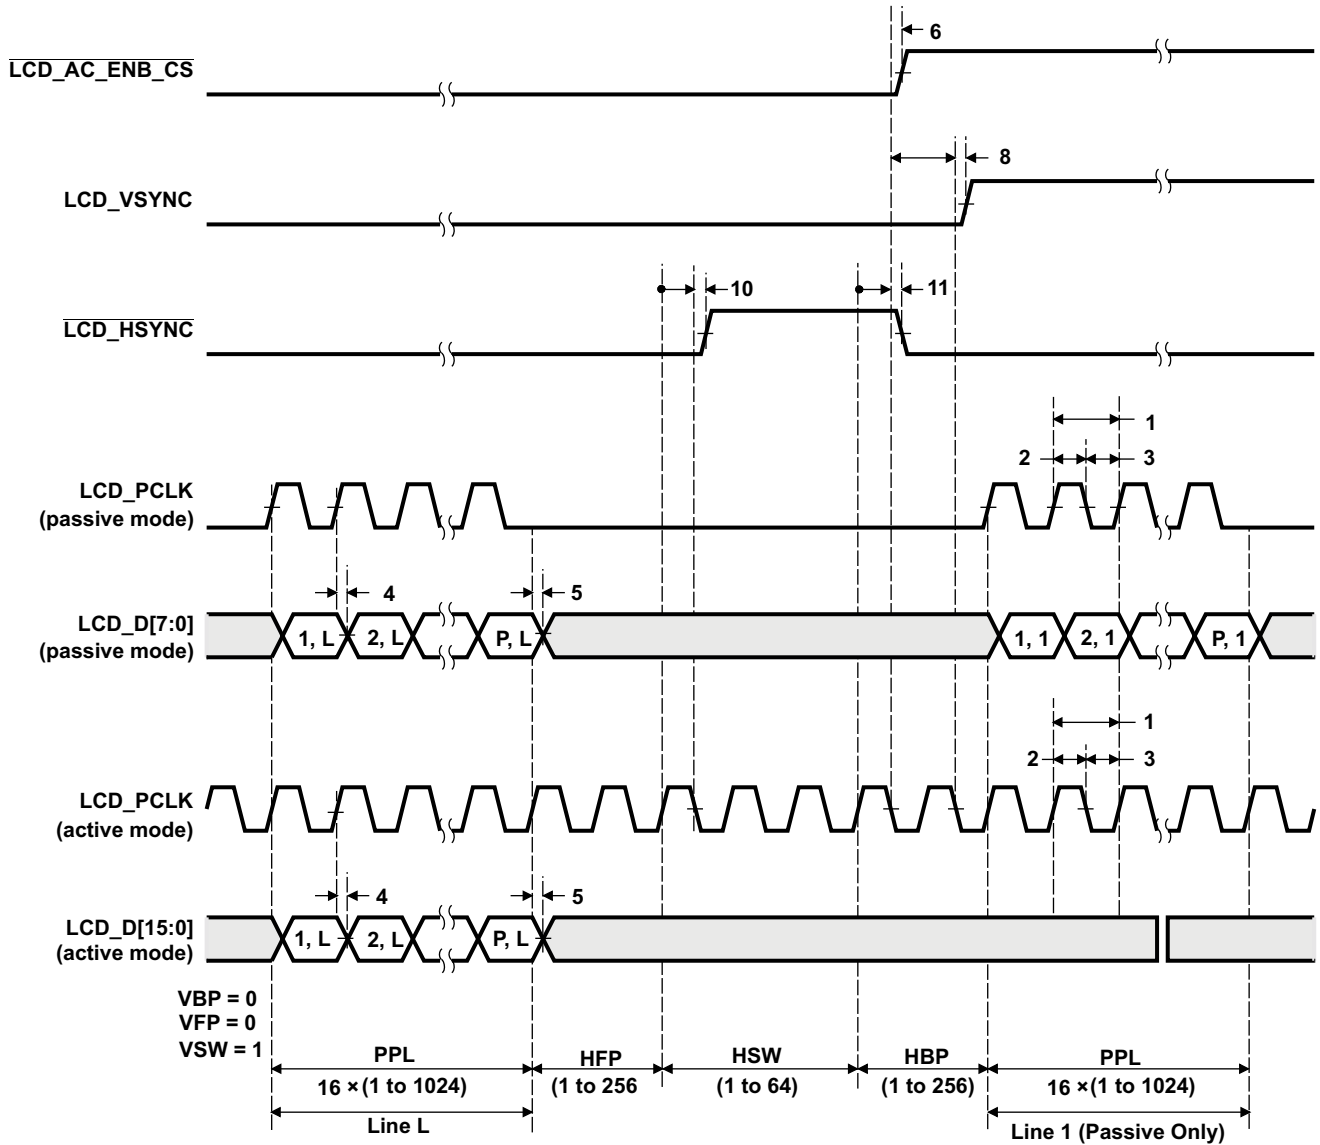 6
LCD_AC_ENB_CS
8
LCD_VSYNC
10
11
LCD_HSYNC
1
2
3
LCD_PCLK
(passive mode)
4
5
LCD_D[7:0]
(passive mode)
1, L
2, L
P, L
1, 1
2, 1
P, 1
1
2
3
LCD_PCLK
(active mode)
4
5
LCD_D[15:0]
(active mode)
1, L
2, L
P, L
VBP = 0
VFP = 0
VSW = 1
PPL
HFP
HSW
HBP
PPL
16 × (1 to 1024)
(1 to 256
(1 to 64)
(1 to 256)
16 × (1 to 1024)
Line L
Line 1 (Passive Only)